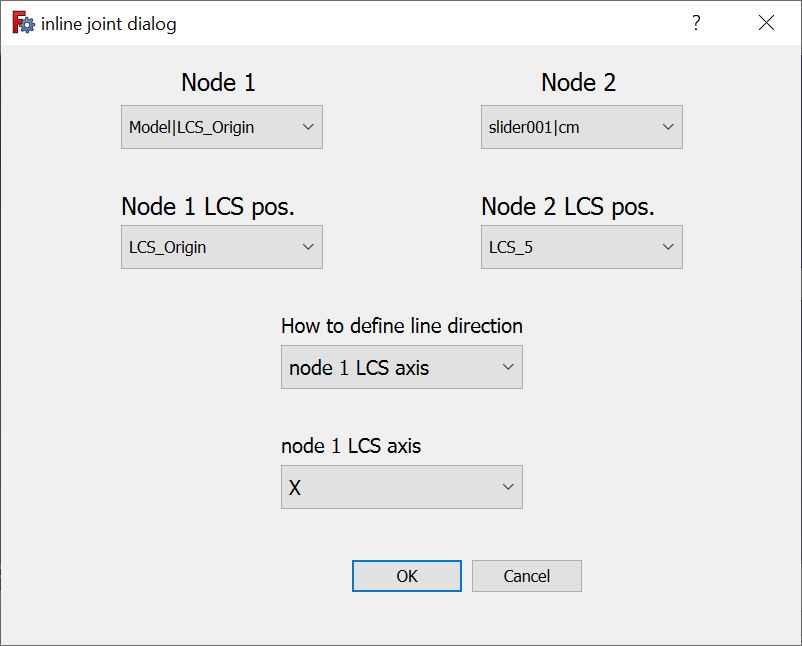 inline joint dialog
?
Node 1
Node 2
Model|LCS_Origin
slider001|cm
Node 1 LCS pos.
Node 2 LCS pos.
LCS_Origin
LCS_5
How to define line direction
node 1 LCS axis
node 1 LCS axis
X
OK
Cancel